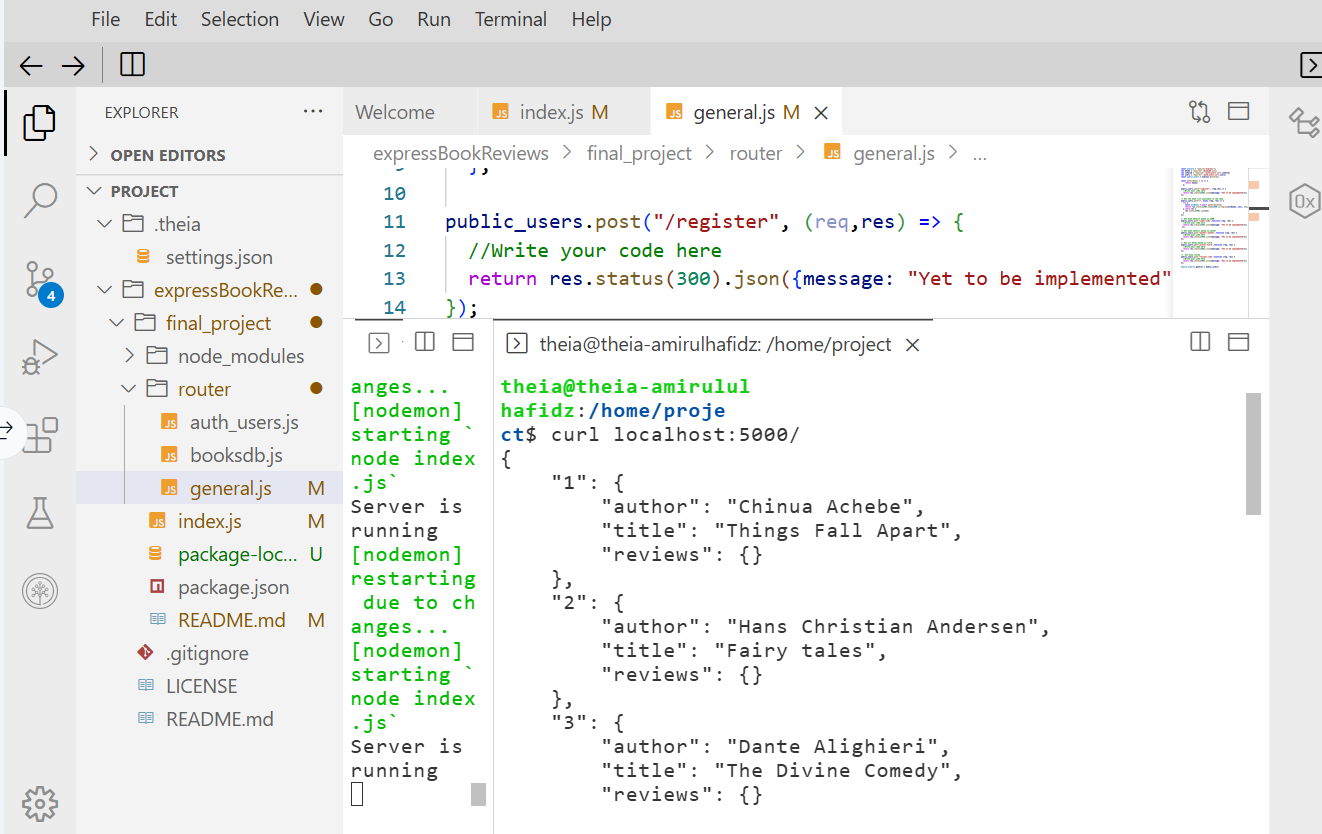 File Edit Selection View Go Run Terminal Help
EXPLORER ...
OPEN EDITORS
PROJECT
.theia
settings.json
expressBookRe...
final_project
node_modules
router
auth_users.js
booksdb.js
general.js M
index.js M
package-loc... U
package.json
README.md M
.gitignore
LICENSE
README.md
4
Welcome
JS index.js M
JS general.js M
expressBookReviews > final_project > router > JS general.js > ...
10
11 public_users.post("/register", (req,res) => {
12 //Write your code here
13 return res.status(300).json({message: "Yet to be implemented"
14 });
anges...
[nodemon]
starting `
node index
.js`
Server is
running
[nodemon]
restarting
due to ch
anges...
[nodemon]
starting `
node index
.js`
Server is
running
theia@theia-amirulhafidz: /home/project
theia@theia-amirulul
hafidz:/home/proje
ct$ curl localhost:5000/
{
"1": {
"author": "Chinua Achebe",
"title": "Things Fall Apart",
"reviews": {}
},
"2": {
"author": "Hans Christian Andersen",
"title": "Fairy tales",
"reviews": {}
},
"3": {
"author": "Dante Alighieri",
"title": "The Divine Comedy",
"reviews": {}
0x